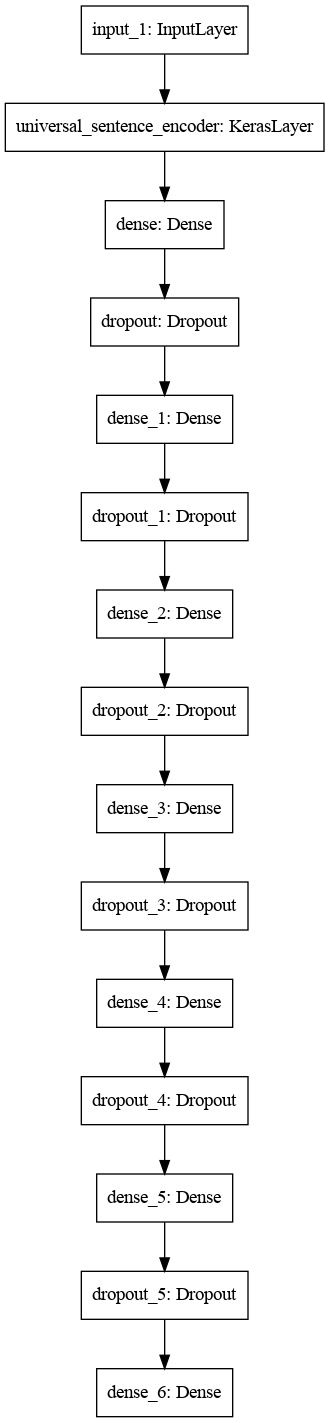 input_1: InputLayer
universal_sentence_encoder: KerasLayer
dense: Dense
dropout: Dropout
dense_1: Dense
dropout_1: Dropout
dense_2: Dense
dropout_2: Dropout
dense_3: Dense
dropout_3: Dropout
dense_4: Dense
dropout_4: Dropout
dense_5: Dense
dropout_5: Dropout
dense_6: Dense